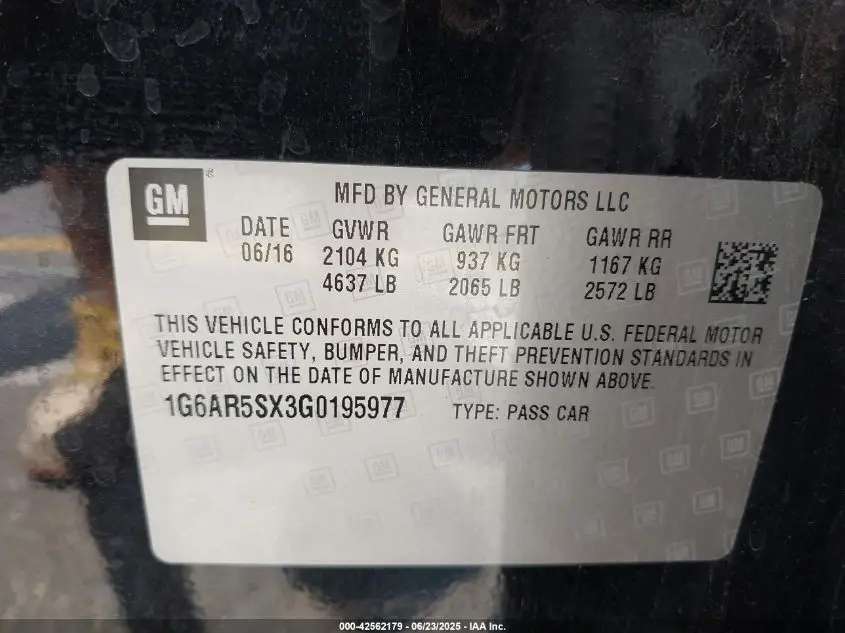 GM
MFD BY GENERAL MOTORS LLC
DATE GVWR GAWR FRT GAWR RR
06/16 2104 KG 937 KG 1167 KG
4637 LB 2065 LB 2572 LB
THIS VEHICLE CONFORMS TO ALL APPLICABLE U.S. FEDERAL MOTOR
VEHICLE SAFETY, BUMPER, AND THEFT PREVENTION STANDARDS IN
EFFECT ON THE DATE OF MANUFACTURE SHOWN ABOVE.
1G6AR5SX3G0195977 TYPE: PASS CAR
000-42562179 - 06/23/2025 - IAA Inc.